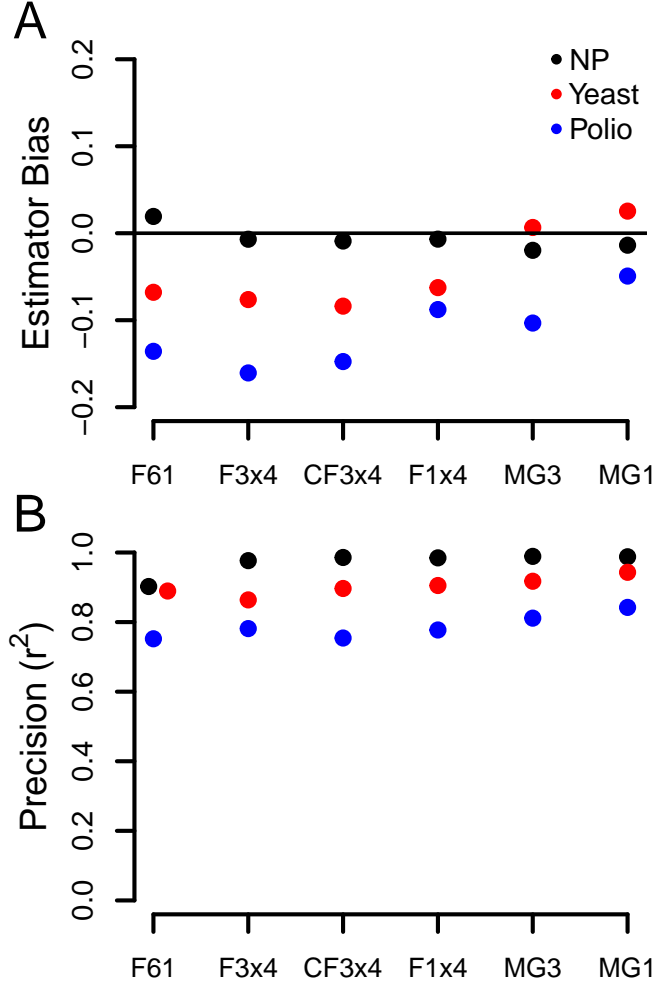 A
Estimator Bias
0.2
0.1
0.0
−0.1
−0.2
NP
Yeast
Polio
F61 F3x4 CF3x4 F1x4 MG3 MG1
B
Precision (r²)
1.0
0.8
0.6
0.4
0.2
0.0
F61 F3x4 CF3x4 F1x4 MG3 MG1